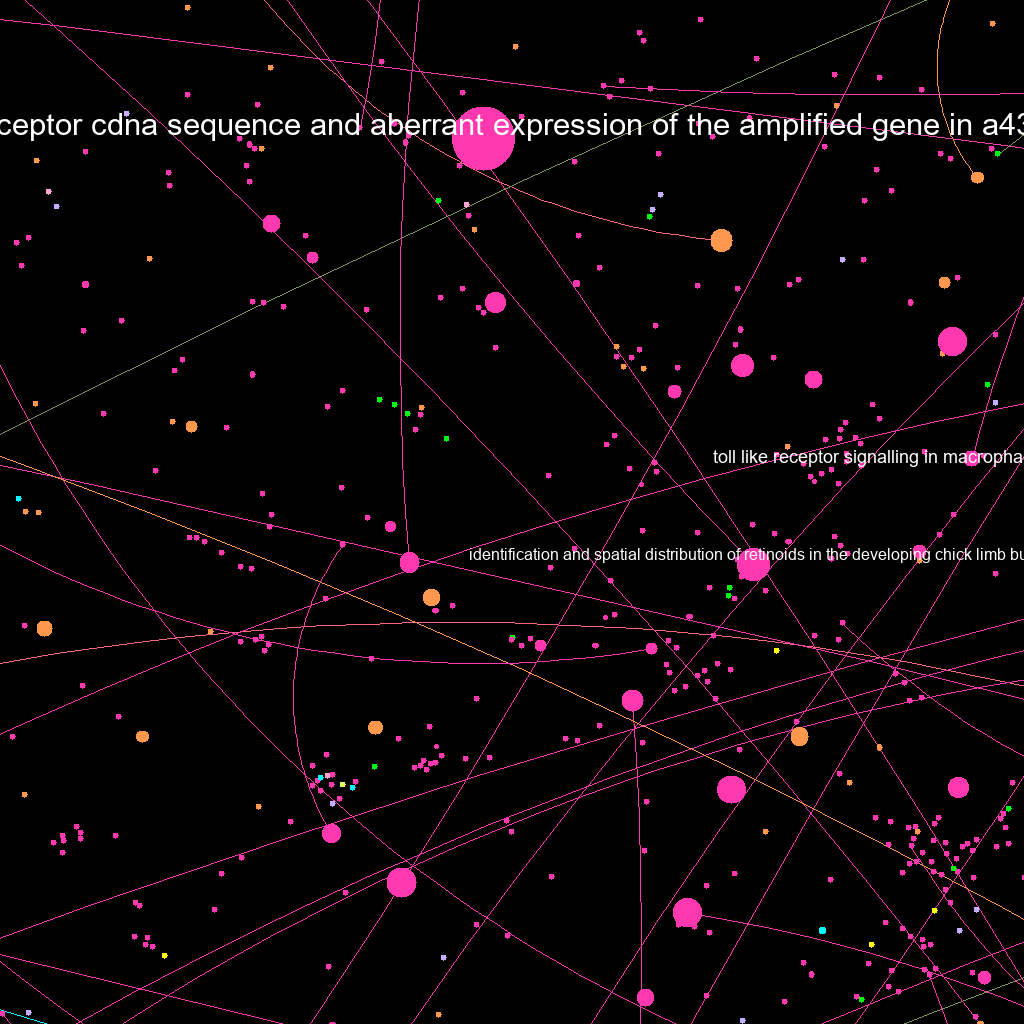 ceptor cdna sequence and aberrant expression of the amplified gene in a43
toll like receptor signalling in macropha
identification and spatial distribution of retinoids in the developing chick limb bu